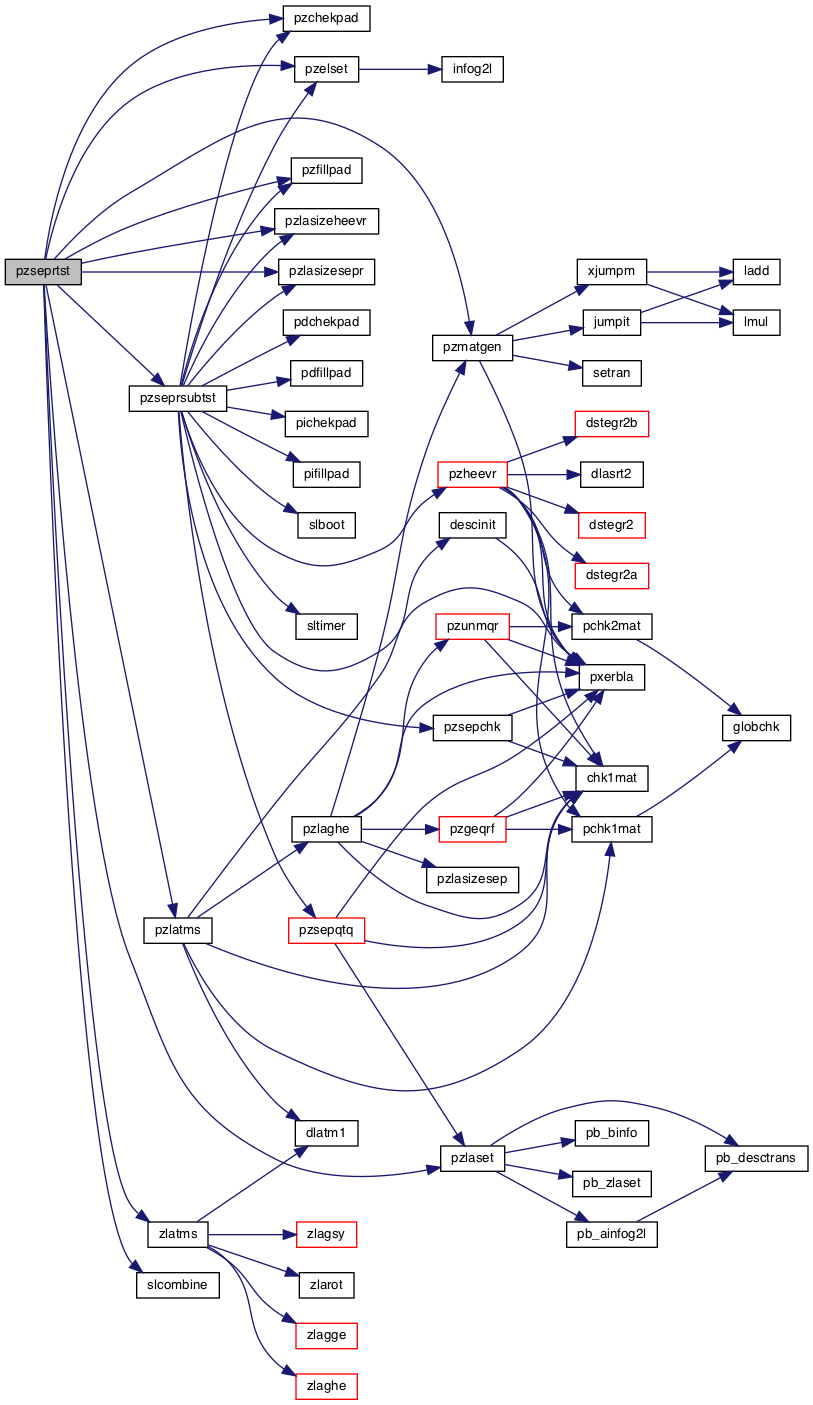 pzchekpad
pzelset
infog2l
pzfillpad
pzlasizeheevr
pzseprtst
pzlasizesepr
xjumpm
ladd
pdchekpad
jumpit
lmul
pzmatgen
pdfillpad
setran
pzseprsubtst
pichekpad
dstegr2b
pzheevr
dlasrt2
pifillpad
slboot
descinit
dstegr2
dstegr2a
sltimer
pzunmqr
pchk2mat
pxerbla
pzsepchk
globchk
chk1mat
pzlaghe
pzgeqrf
pchk1mat
pzlasizesep
pzlatms
pzsepqtq
dlatm1
pb_binfo
pzlaset
pb_desctrans
pb_zlaset
zlatms
zlagsy
pb_ainfog2l
slcombine
zlarot
zlagge
zlaghe